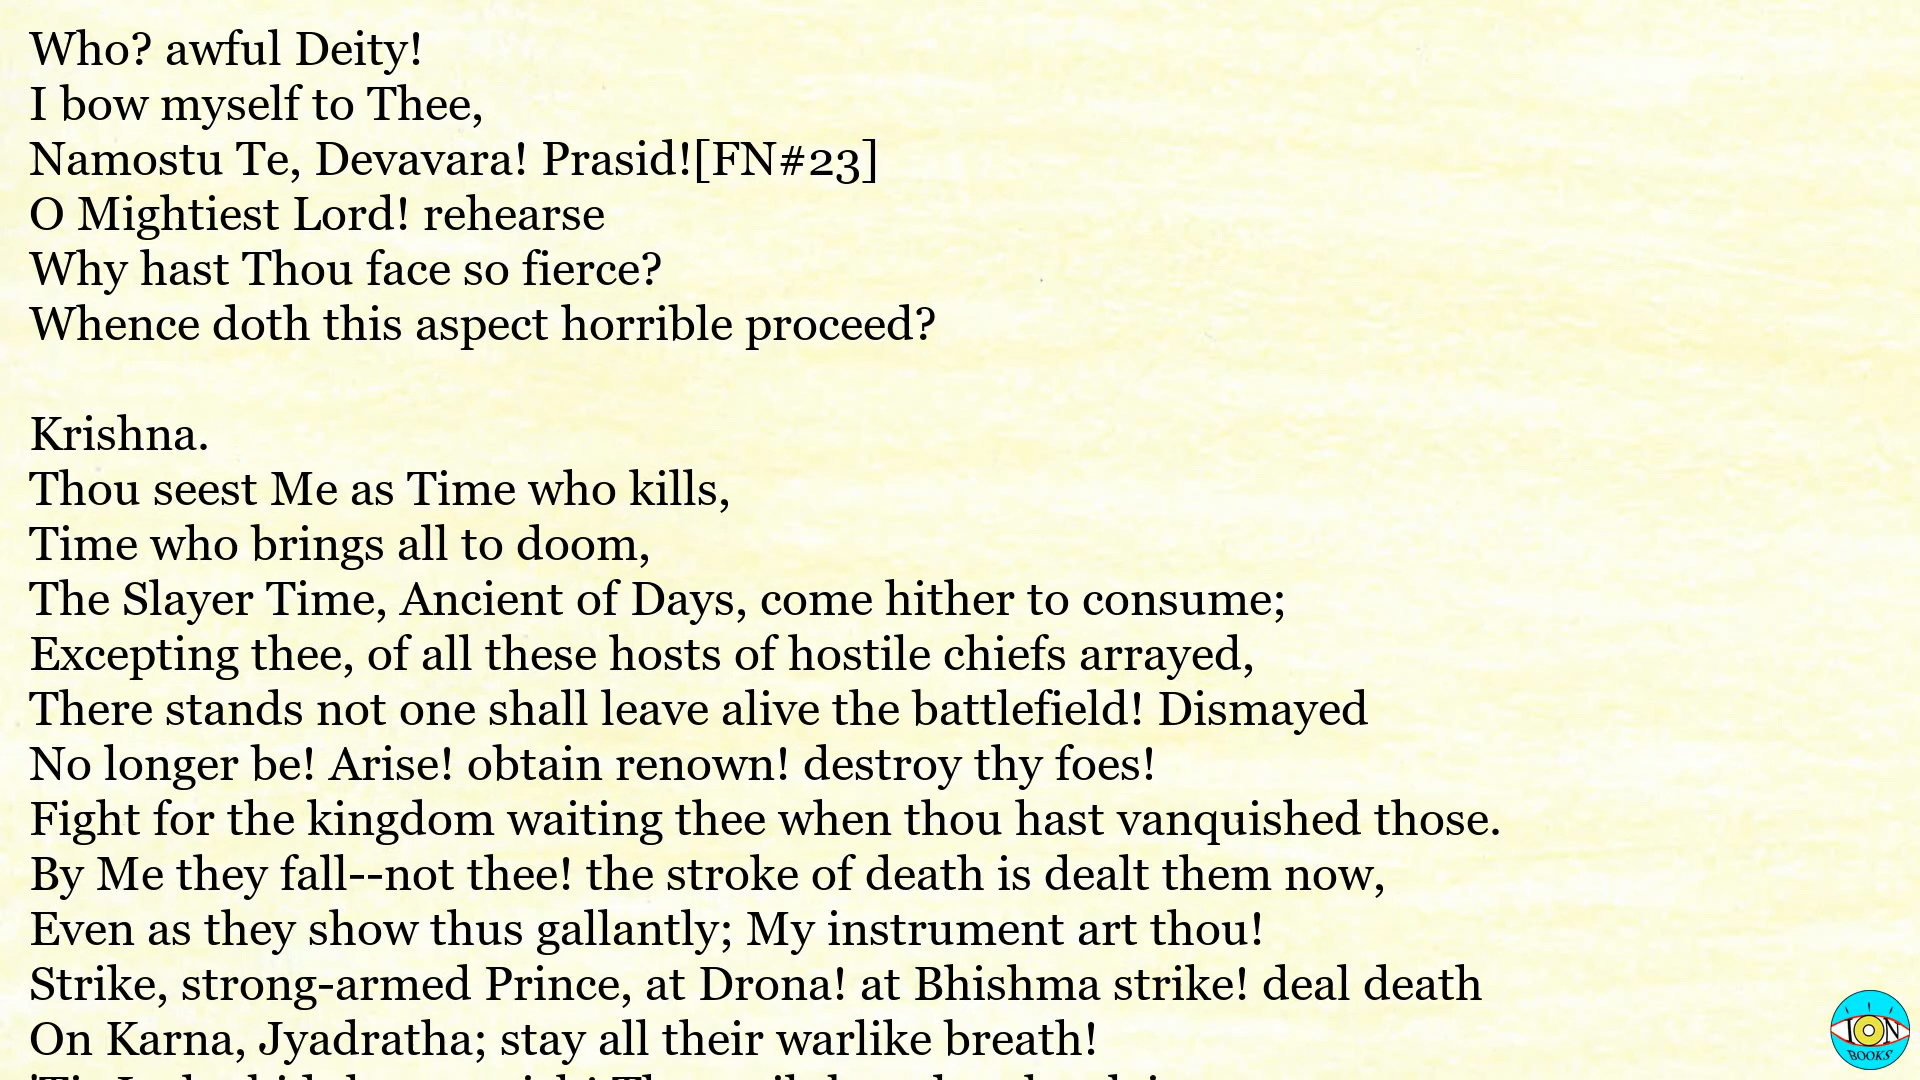 Who? awful Deity!
I bow myself to Thee,
Namostu Te, Devavara! Prasid![FN#23]
O Mightiest Lord! rehearse
Why hast Thou face so fierce?
Whence doth this aspect horrible proceed?
Krishna.
Thou seest Me as Time who kills,
Time who brings all to doom,
The Slayer Time, Ancient of Days, come hither to consume;
Excepting thee, of all these hosts of hostile chiefs arrayed,
There stands not one shall leave alive the battlefield! Dismayed
No longer be! Arise! obtain renown! destroy thy foes!
Fight for the kingdom waiting thee when thou hast vanquished those.
By Me they fall--not thee! the stroke of death is dealt them now,
Even as they show thus gallantly; My instrument art thou!
Strike, strong-armed Prince, at Drona! at Bhishma strike! deal death
On Karna, Jyadratha; stay all their warlike breath!
ION
BOOKS